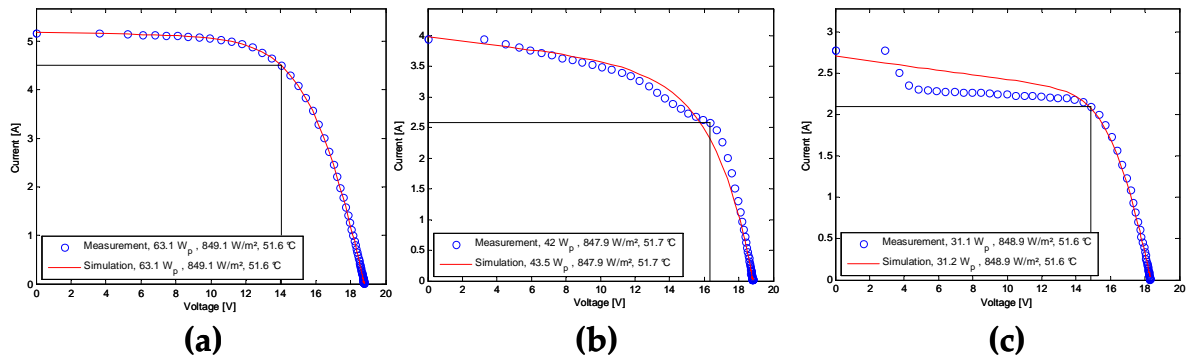 5
4
3
2
1
0
0 2 4 6 8 10 12 14 16 18 20
Current [A]
Voltage [V]
Measurement, 63.1 Wp , 849.1 W/m², 51.6 °C
Simulation, 63.1 Wp , 849.1 W/m², 51.6 °C
(a)
4
3.5
3
2.5
2
1.5
1
0.5
0
0 2 4 6 8 10 12 14 16 18 20
Current [A]
Voltage [V]
Measurement, 42 Wp , 847.9 W/m², 51.7 °C
Simulation, 43.5 Wp , 847.9 W/m², 51.7 °C
(b)
3
2.5
2
1.5
1
0.5
0
0 2 4 6 8 10 12 14 16 18 20
Current [A]
Voltage [V]
Measurement, 31.1 Wp , 848.9 W/m², 51.6 °C
Simulation, 31.2 Wp , 848.9 W/m², 51.6 °C
(c)